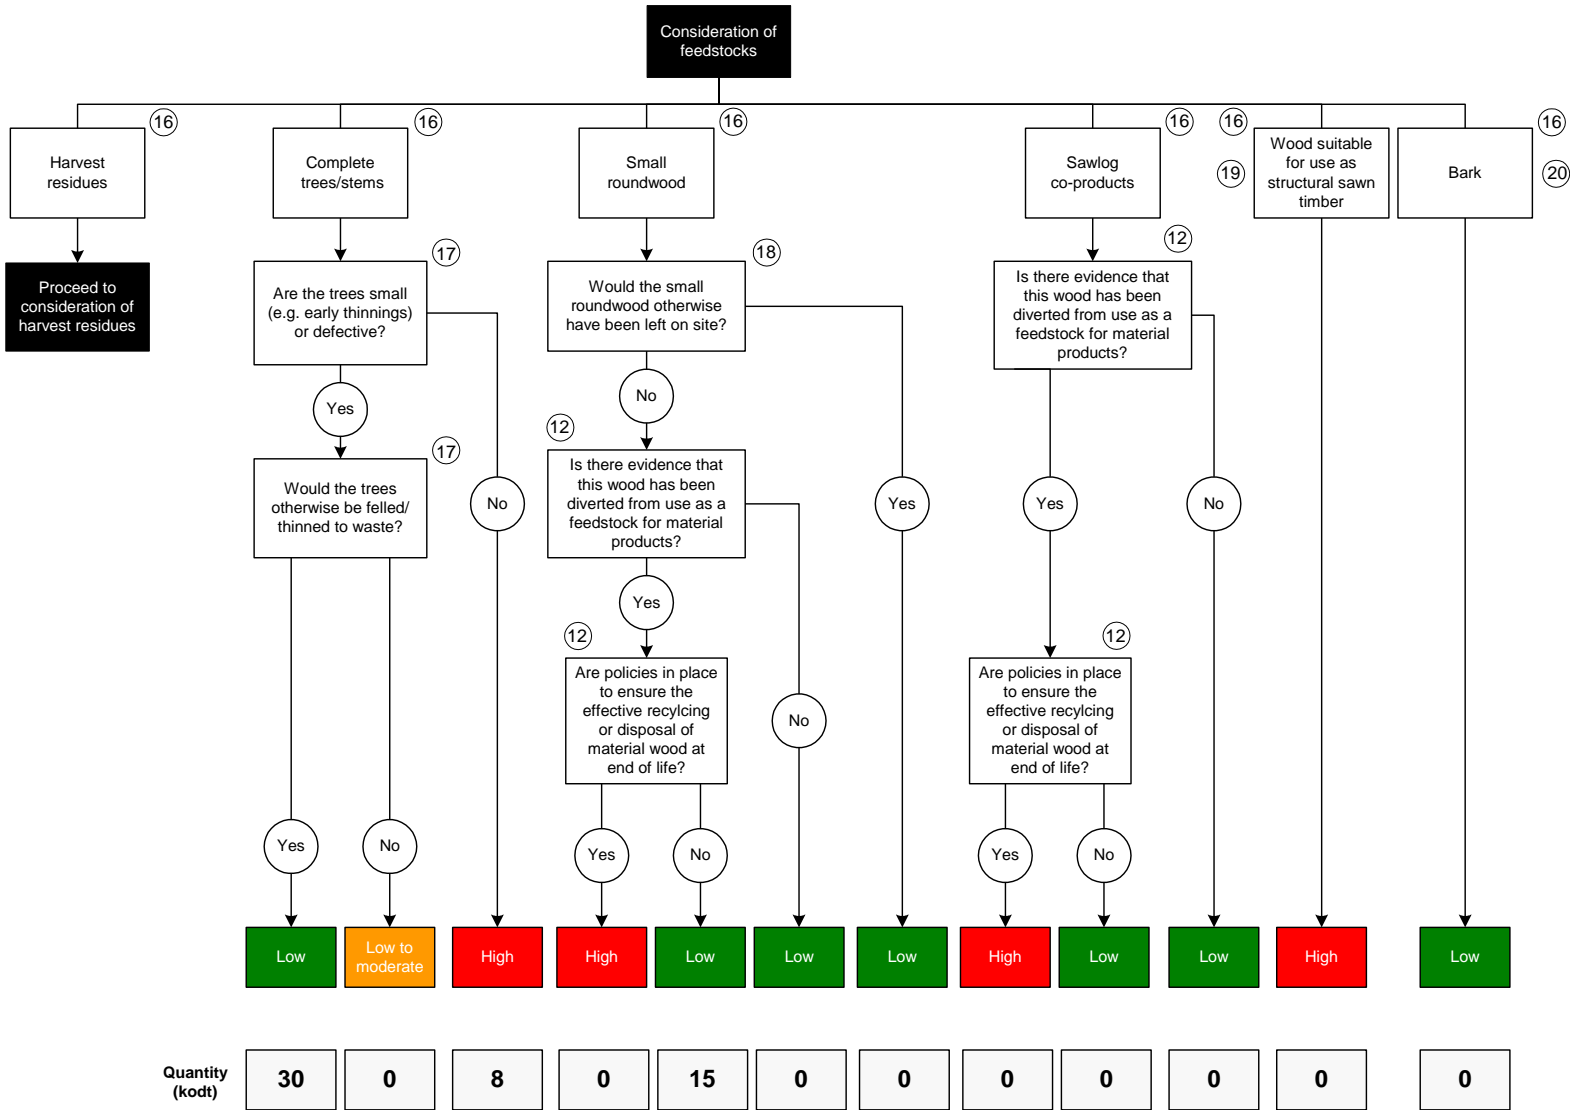 Consideration of
feedstocks
16
16
16
16
16
16
Harvest
residues
Complete
trees/stems
Small
roundwood
Sawlog
co-products
19
Wood suitable
for use as
structural sawn
timber
Bark
20
17
18
12
Proceed to
consideration of
harvest residues
Are the trees small
(e.g. early thinnings)
or defective?
Would the small
roundwood otherwise
have been left on site?
Is there evidence that
this wood has been
diverted from use as a
feedstock for material
products?
Yes
No
12
17
Would the trees
otherwise be felled/
thinned to waste?
No
Is there evidence that
this wood has been
diverted from use as a
feedstock for material
products?
Yes
Yes
No
Yes
12
12
Are policies in place
to ensure the
effective recylcing
or disposal of
material wood at
end of life?
No
Are policies in place
to ensure the
effective recylcing
or disposal of
material wood at
end of life?
Yes
No
Yes
No
Yes
No
Low
Low to
moderate
High
High
Low
Low
Low
High
Low
Low
High
Low
Quantity
(kodt)
30
0
8
0
15
0
0
0
0
0
0
0